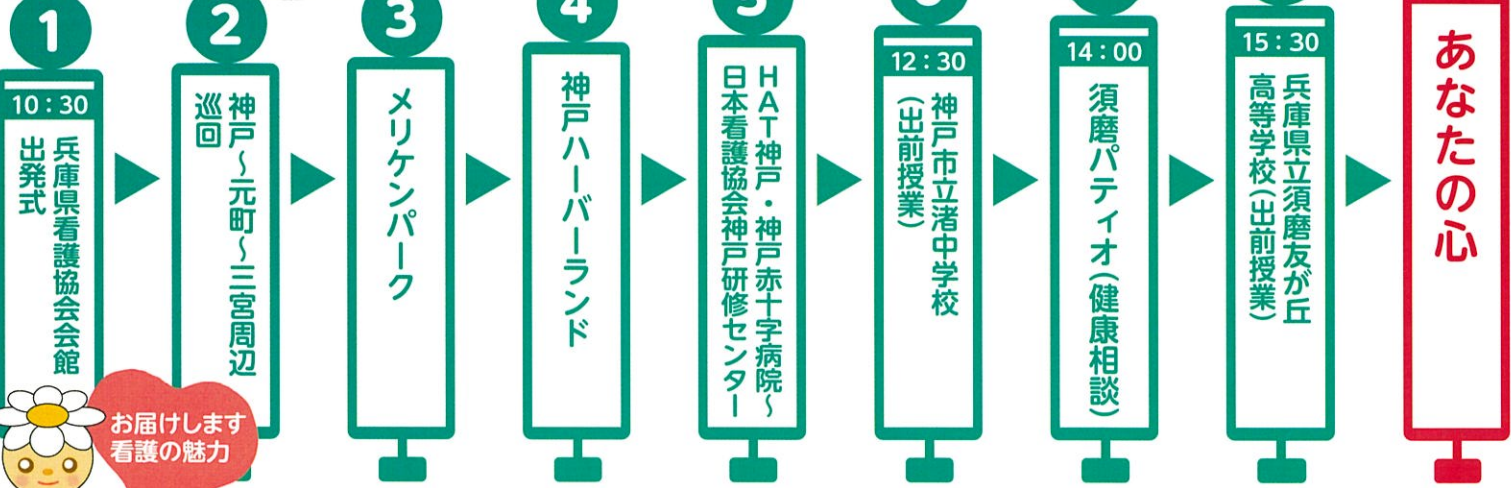 1
10:30
兵庫県看護協会会館
出発式
2
神戸~元町~三宮周辺
巡回
3
メリケンパーク
4
神戸ハーバーランド
5
HAT神戸・神戸赤十字病院~
日本看護協会神戸研修センター
12:30
神戸市立渚中学校
(出前授業)
14:00
須磨パティオ(健康相談)
15:30
兵庫県立須磨友が丘
高等学校(出前授業)
あなたの心
お届けします
看護の魅力